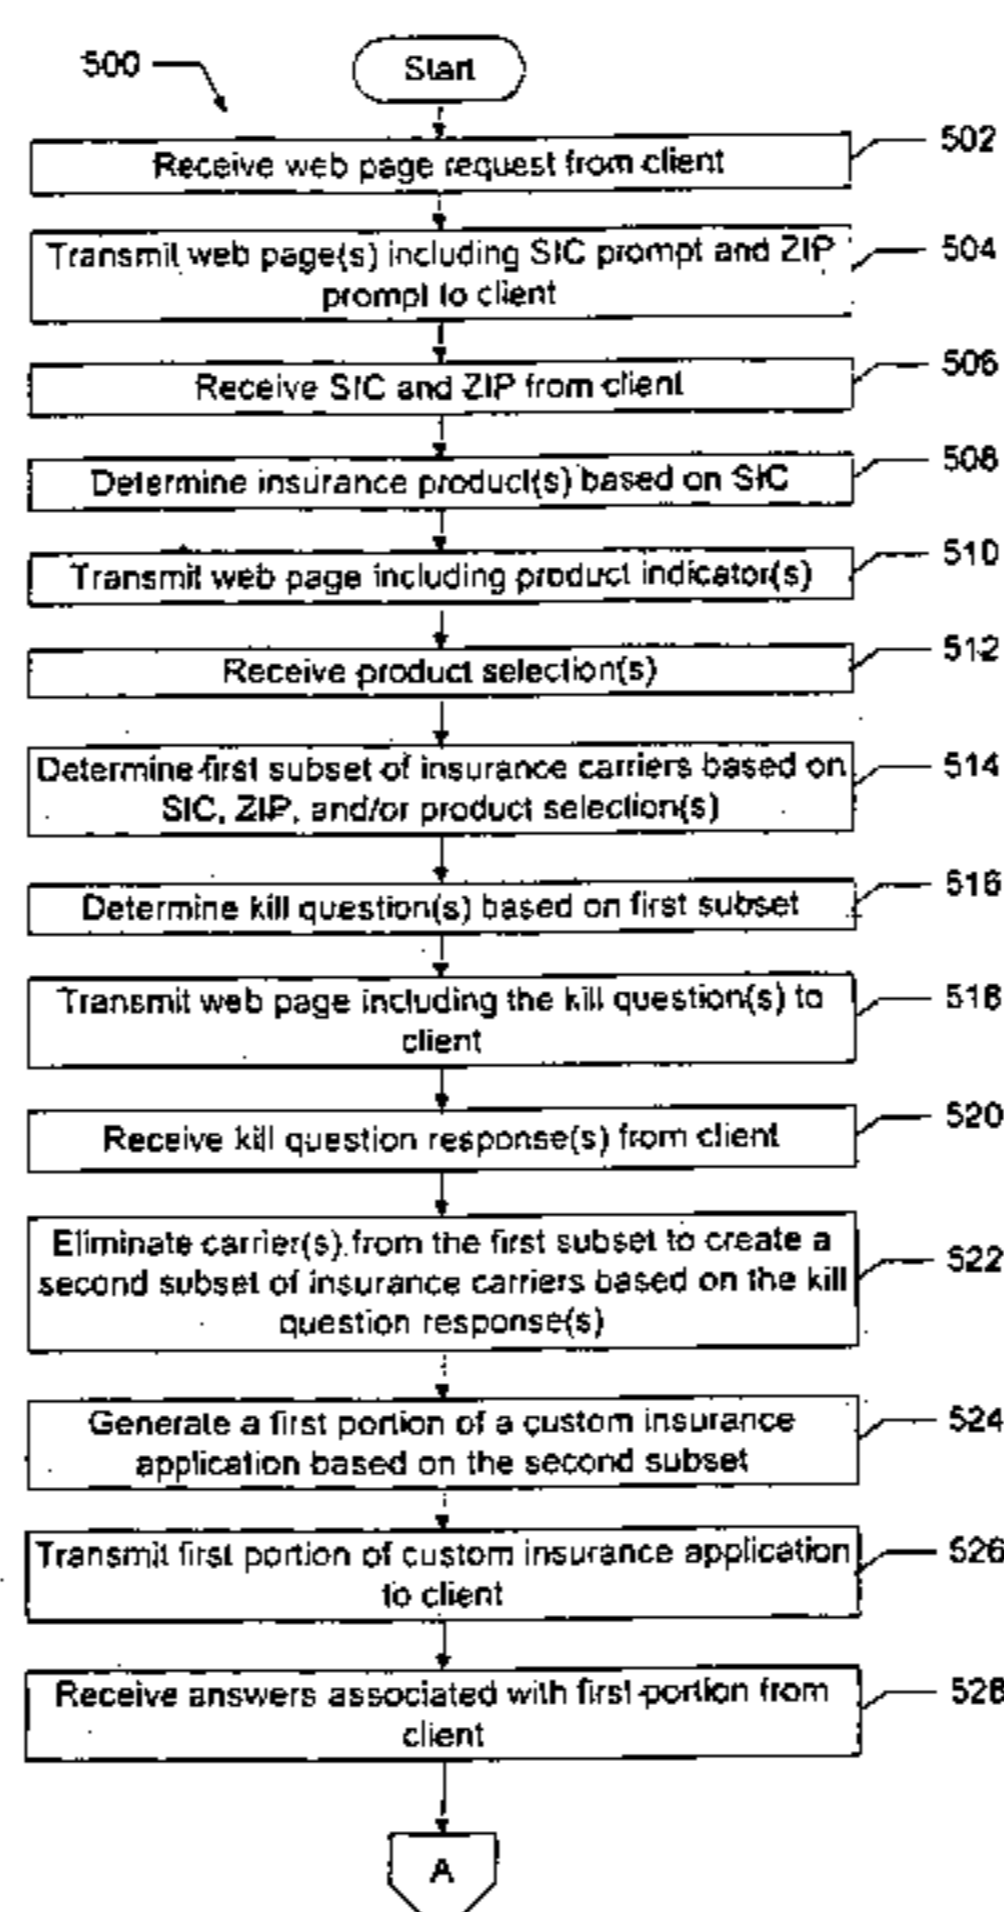 500
Start
Receive web page request from client
502
Transmit web page(s) including SIC prompt and ZIP
prompt to client
504
Receive SIC and ZIP from client
506
Determine insurance product(s) based on SIC
508
Transmit web page including product indicator(s)
510
Receive product selection(s)
512
Determine first subset of insurance carriers based on
SIC, ZIP, and/or product selection(s)
514
Determine kill question(s) based on first subset
516
Transmit web page including the kill question(s) to
client
518
Receive kill question response(s) from client
520
Eliminate carrier(s) from the first subset to create a
second subset of insurance carriers based on the kill
question response(s)
522
Generate a first portion of a custom insurance
application based on the second subset
524
Transmit first portion of custom insurance application
to client
526
Receive answers associated with first portion from
client
528
A